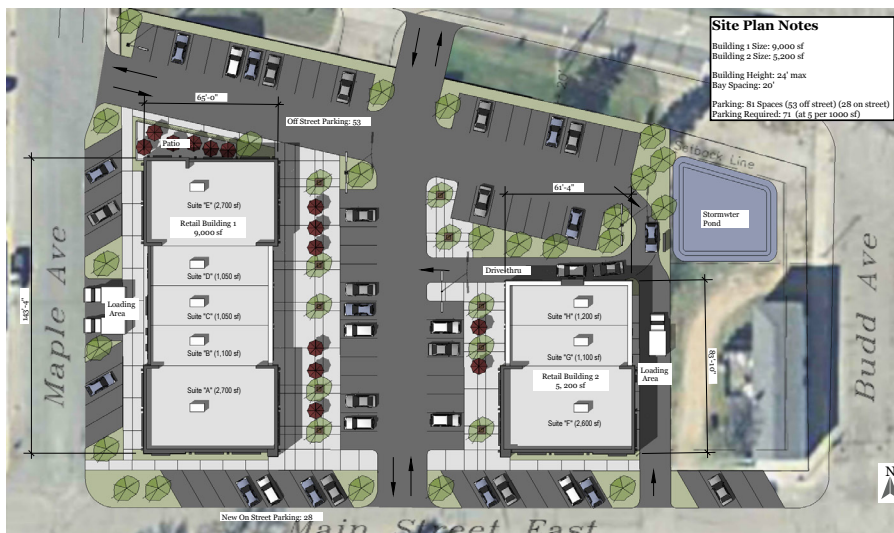 Site Plan Notes
Building 1 Size: 9,000 sf
Building 2 Size: 5,200 sf
Building Height: 24' max
Bay Spacing: 20'
Parking: 81 Spaces (53 off street) (28 on street)
Parking Required: 71 (at 5 per 1000 sf)
65'-0"
Off Street Parking: 53
Patio
Setback Line
61'-4"
Suite "E" (2,700 sf)
Retail Building 1
9,000 sf
Stormwter
Pond
Maple Ave
143'-4"
Suite "D" (1,050 sf)
Drive-thru
Loading
Area
Suite "C" (1,050 sf)
Suite "H" (1,200 sf)
Suite "B" (1,100 sf)
Suite "G" (1,100 sf)
83'-10"
Budd Ave
Loading
Area
Retail Building 2
5, 200 sf
Suite "A" (2,700 sf)
Suite "F" (2,600 sf)
N
New On Street Parking: 28
Main Street East